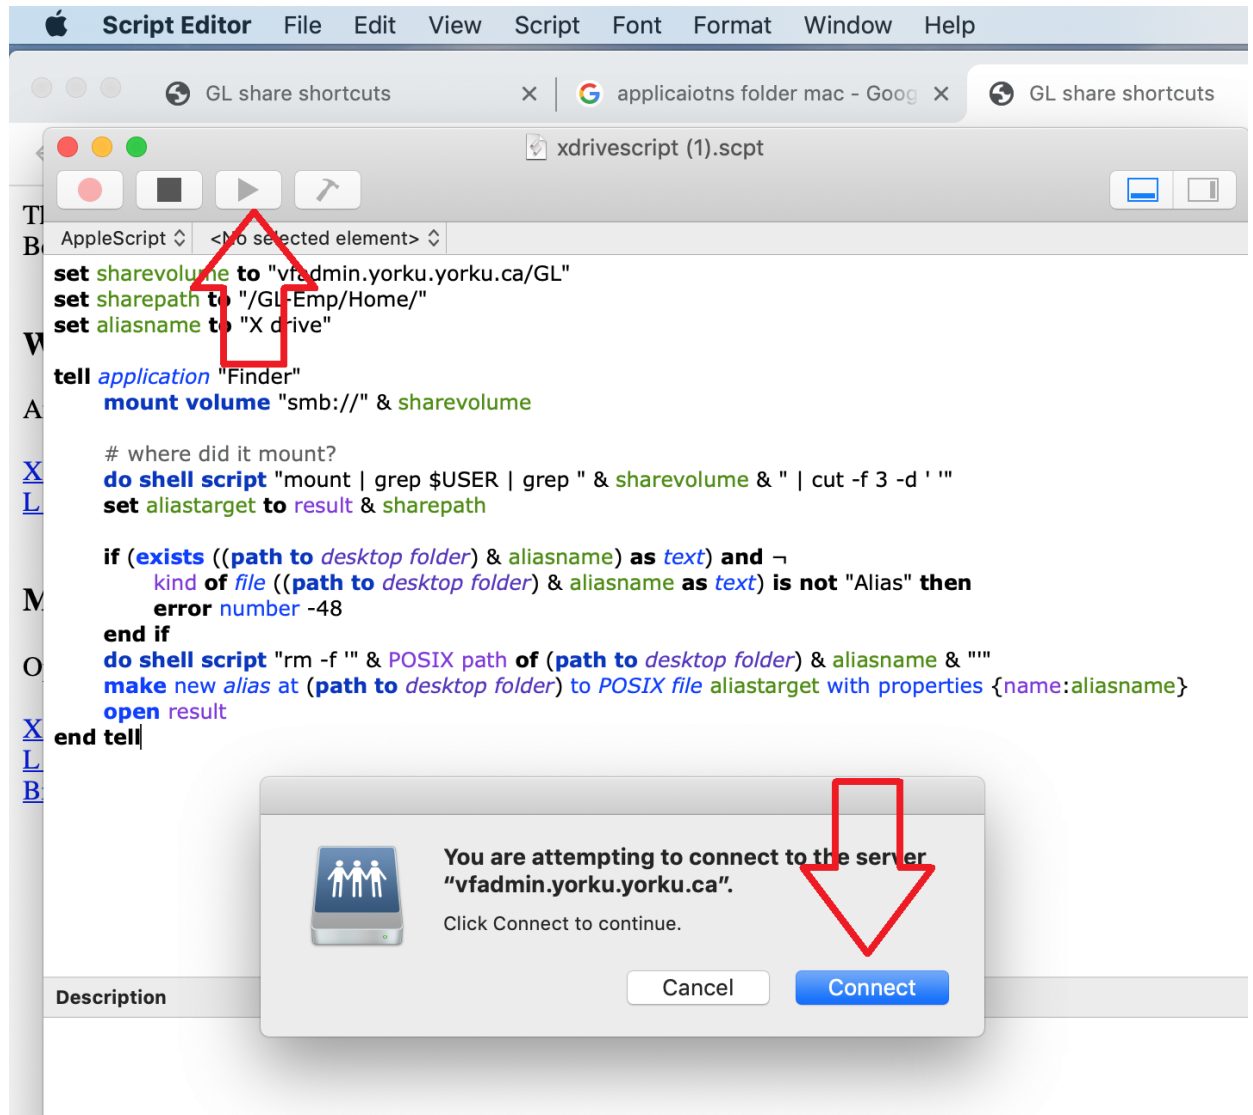 Script Editor File Edit View Script Font Format Window Help
GL share shortcuts applicaiotns folder mac - Goog GL share shortcuts
xdrivescript (1).scpt
AppleScript <No selected element>
set sharevolume to "vfadmin.yorku.yorku.ca/GL"
set sharepath to "/GL-Emp/Home/"
set aliasname to "X drive"
tell application "Finder"
mount volume "smb://" & sharevolume
# where did it mount?
do shell script "mount | grep $USER | grep " & sharevolume & " | cut -f 3 -d ' '"
set aliastarget to result & sharepath
if (exists ((path to desktop folder) & aliasname) as text) and ¬
kind of file ((path to desktop folder) & aliasname as text) is not "Alias" then
error number -48
end if
do shell script "rm -f '" & POSIX path of (path to desktop folder) & aliasname & "'"
make new alias at (path to desktop folder) to POSIX file aliastarget with properties {name:aliasname}
open result
end tell
You are attempting to connect to the server
“vfadmin.yorku.yorku.ca”.
Click Connect to continue.
Cancel Connect
Description